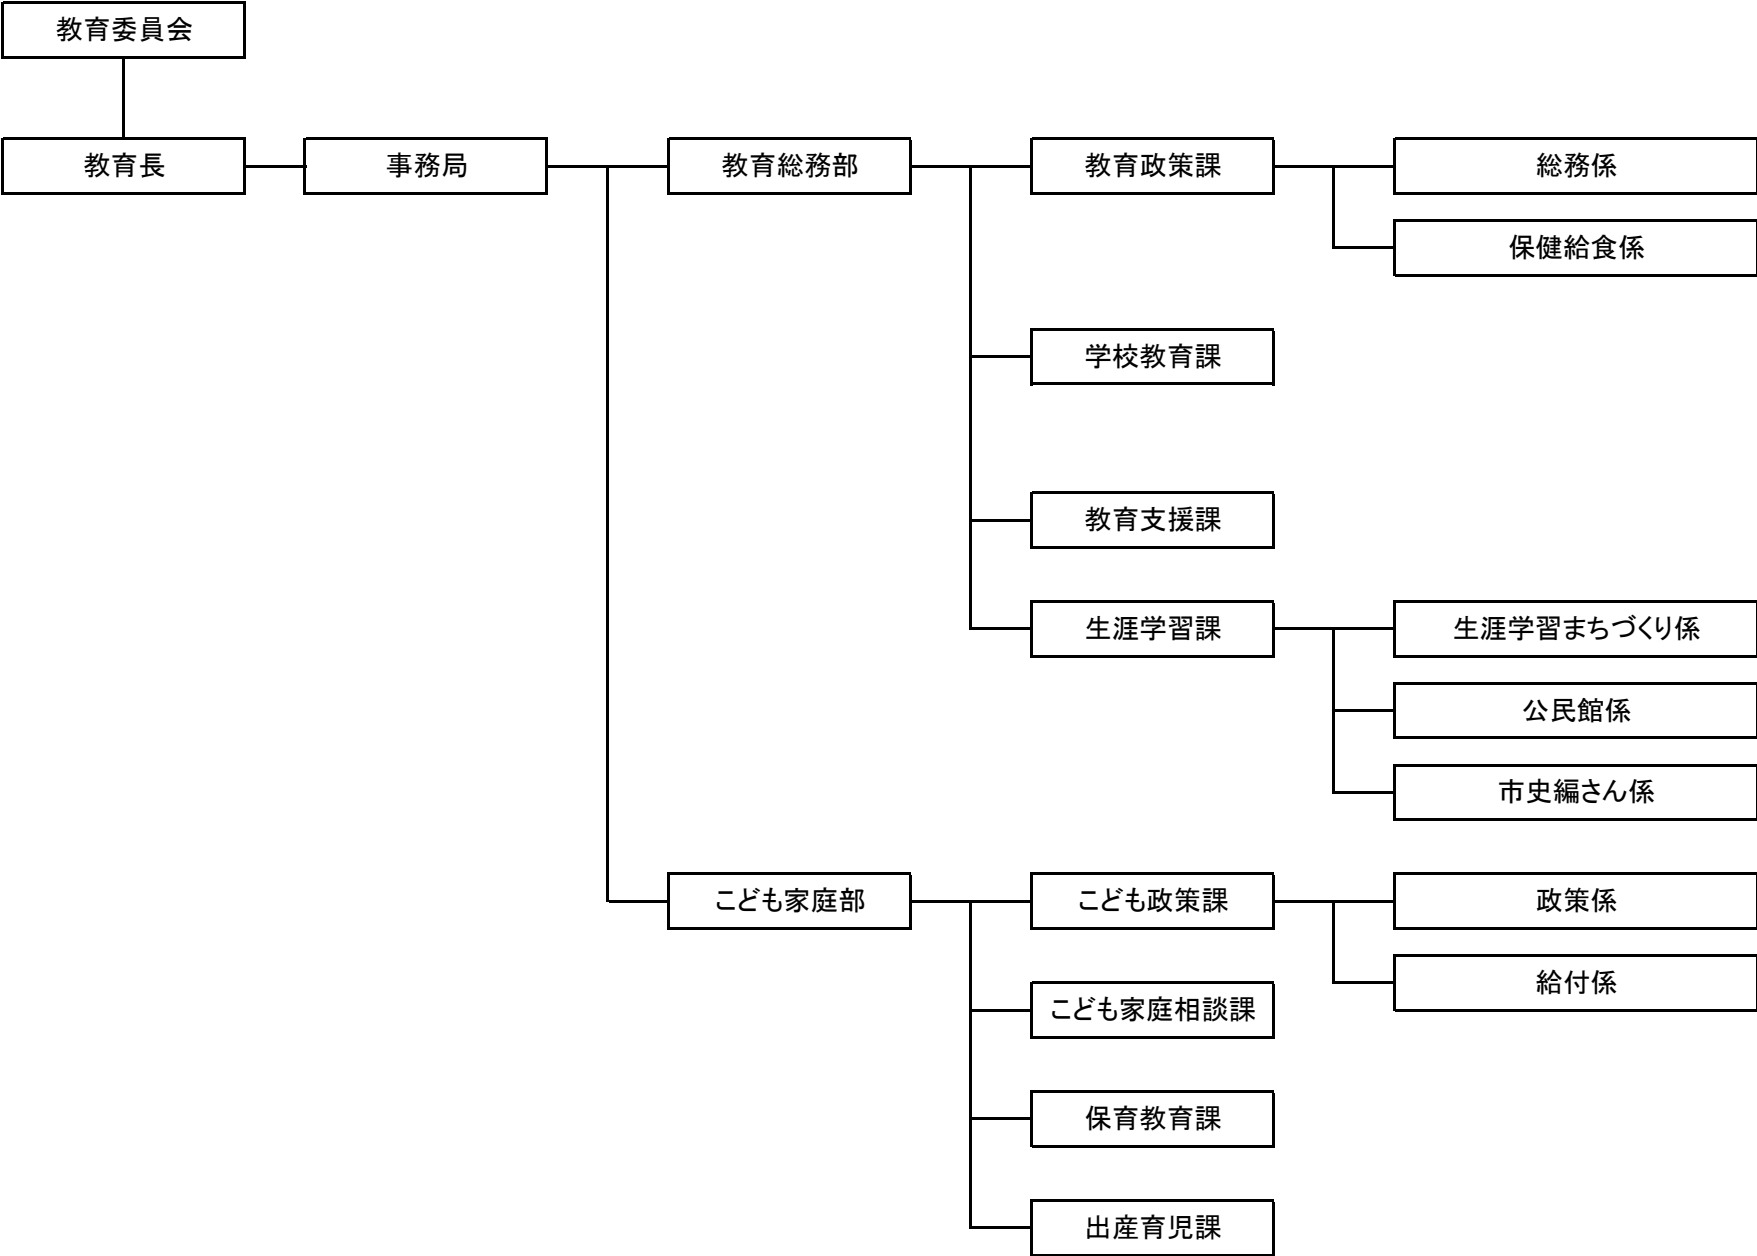 教育委員会
教育長
事務局
教育総務部
教育政策課
総務係
保健給食係
学校教育課
教育支援課
生涯学習課
生涯学習まちづくり係
公民館係
市史編さん係
こども家庭部
こども政策課
政策係
給付係
こども家庭相談課
保育教育課
出産育児課